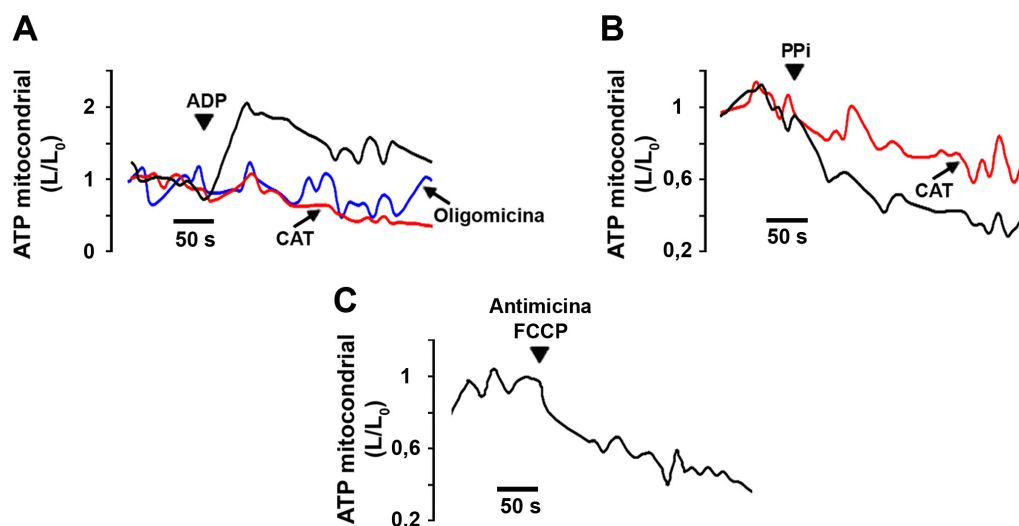 A
ATP mitocondrial
(L/L0)
2
1
0
ADP
50 s
CAT
Oligomicina
B
ATP mitocondrial
(L/L0)
1
0,6
0,2
PPi
50 s
CAT
C
ATP mitocondrial
(L/L0)
1
0,6
0,2
Antimicina
FCCP
50 s